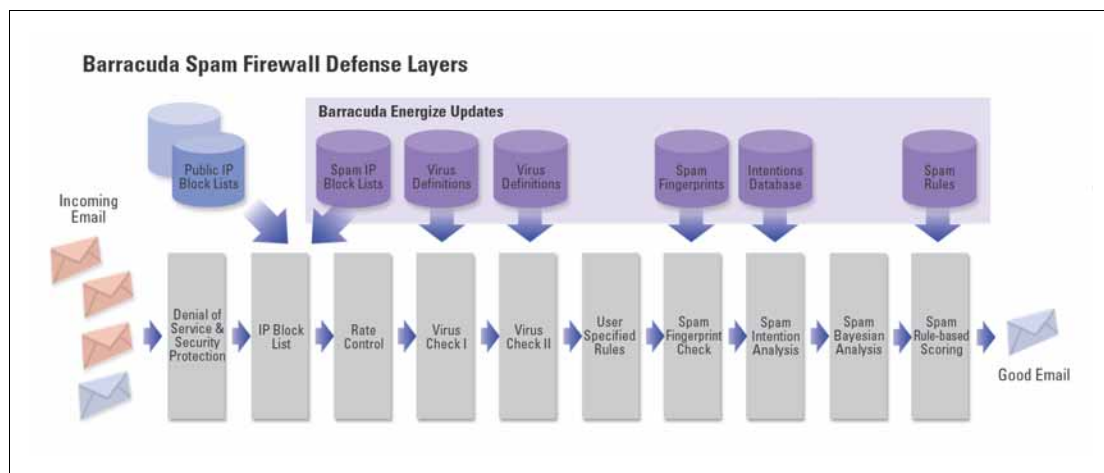 Barracuda Spam Firewall Defense Layers
Barracuda Energize Updates
Public IP
Block Lists
Spam IP
Block Lists
Virus
Definitions
Virus
Definitions
Spam
Fingerprints
Intentions
Database
Spam
Rules
Incoming
Email
Denial of
Service &
Security
Protection
IP Block
List
Rate
Control
Virus
Check I
Virus
Check II
User
Specified
Rules
Spam
Fingerprint
Check
Spam
Intention
Analysis
Spam
Bayesian
Analysis
Spam
Rule-based
Scoring
Good Email